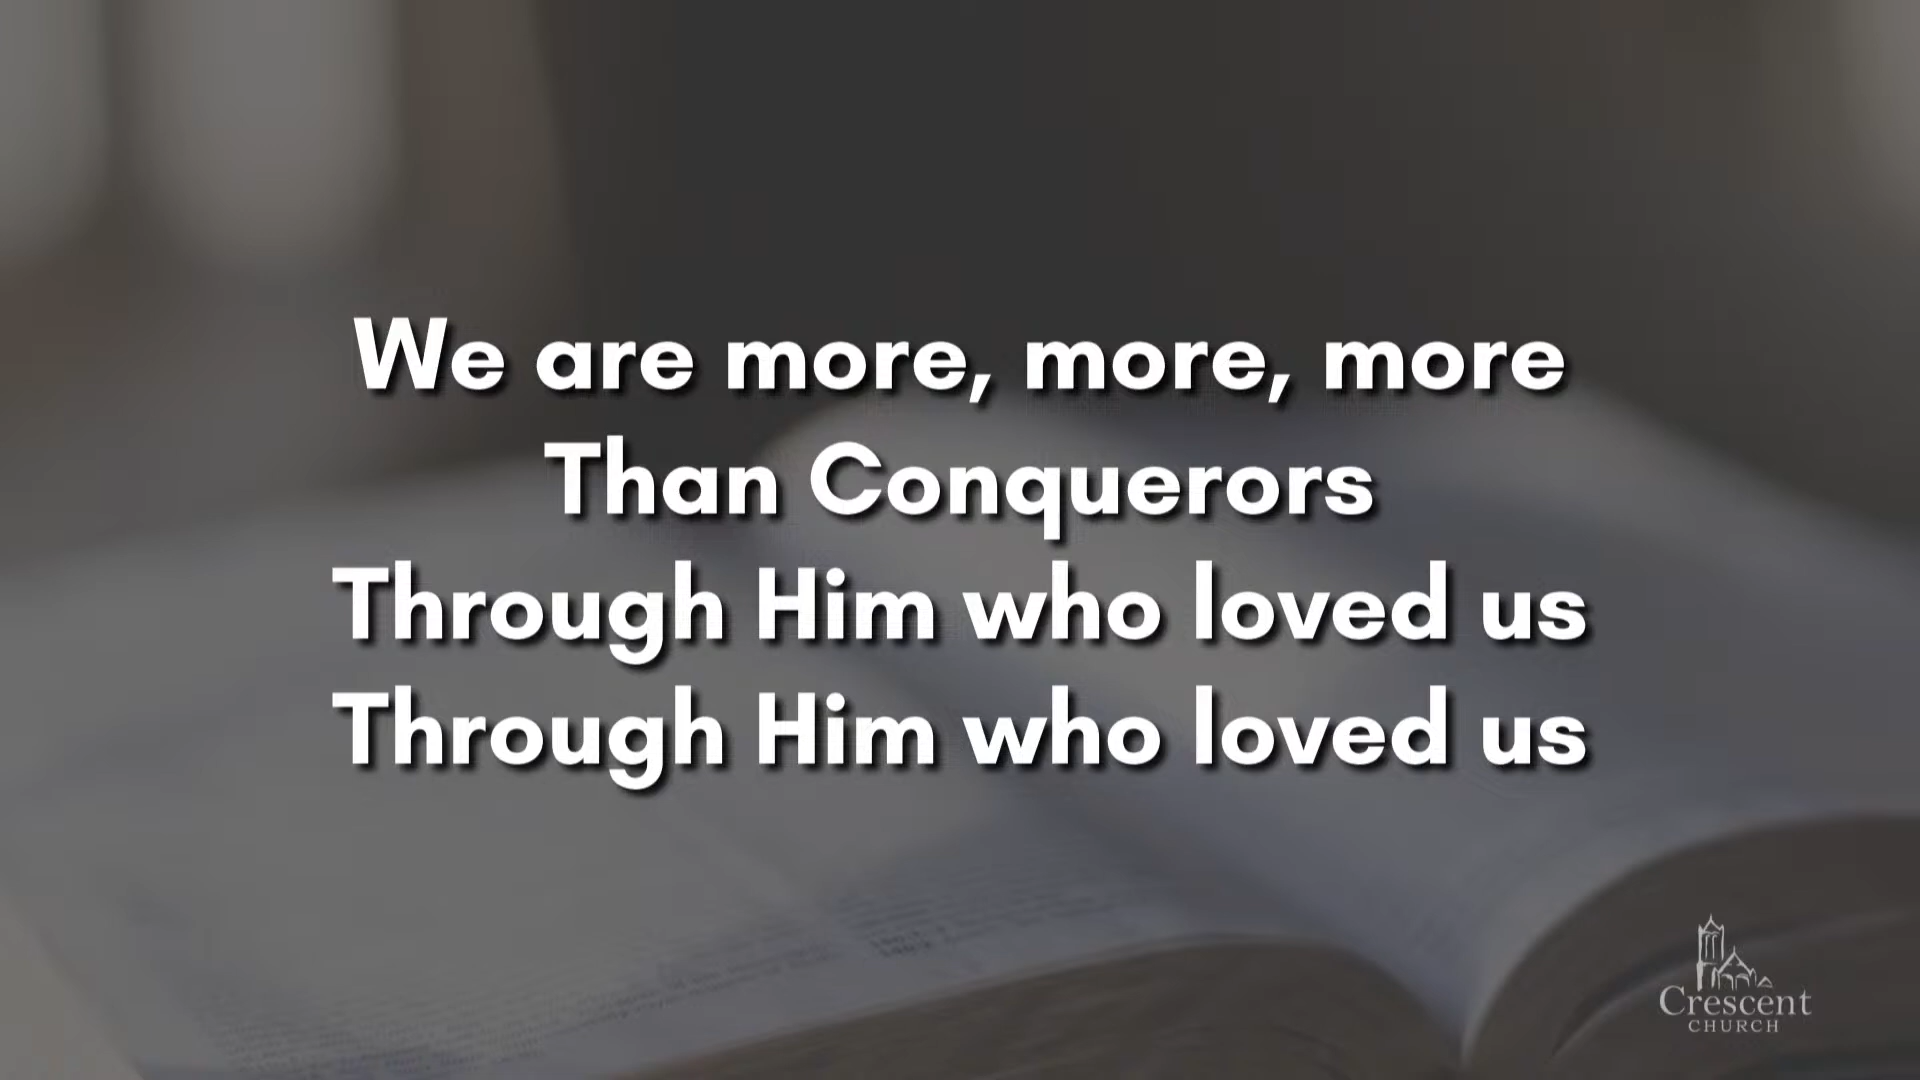 We are more, more, more
Than Conquerors
Through Him who loved us
Through Him who loved us
Crescent
CHURCH